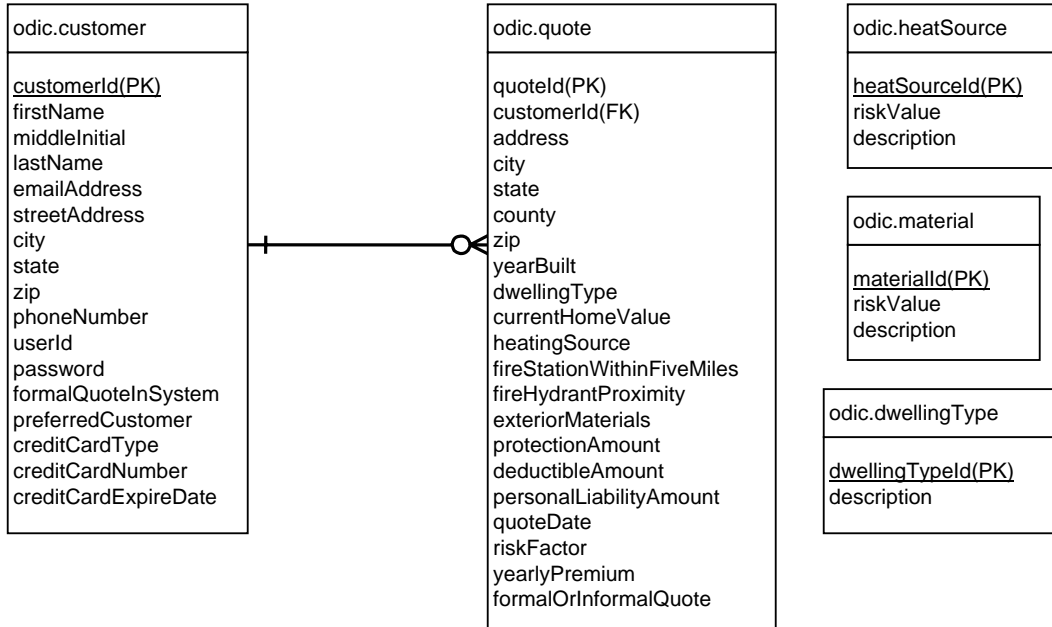 odic.customer
customerId(PK)
firstName
middleInitial
lastName
emailAddress
streetAddress
city
state
zip
phoneNumber
userId
password
formalQuoteInSystem
preferredCustomer
creditCardType
creditCardNumber
creditCardExpireDate
odic.quote
quoteId(PK)
customerId(FK)
address
city
state
county
zip
yearBuilt
dwellingType
currentHomeValue
heatingSource
fireStationWithinFiveMiles
fireHydrantProximity
exteriorMaterials
protectionAmount
deductibleAmount
personalLiabilityAmount
quoteDate
riskFactor
yearlyPremium
formalOrInformalQuote
odic.heatSource
heatSourceId(PK)
riskValue
description
odic.material
materialId(PK)
riskValue
description
odic.dwellingType
dwellingTypeId(PK)
description